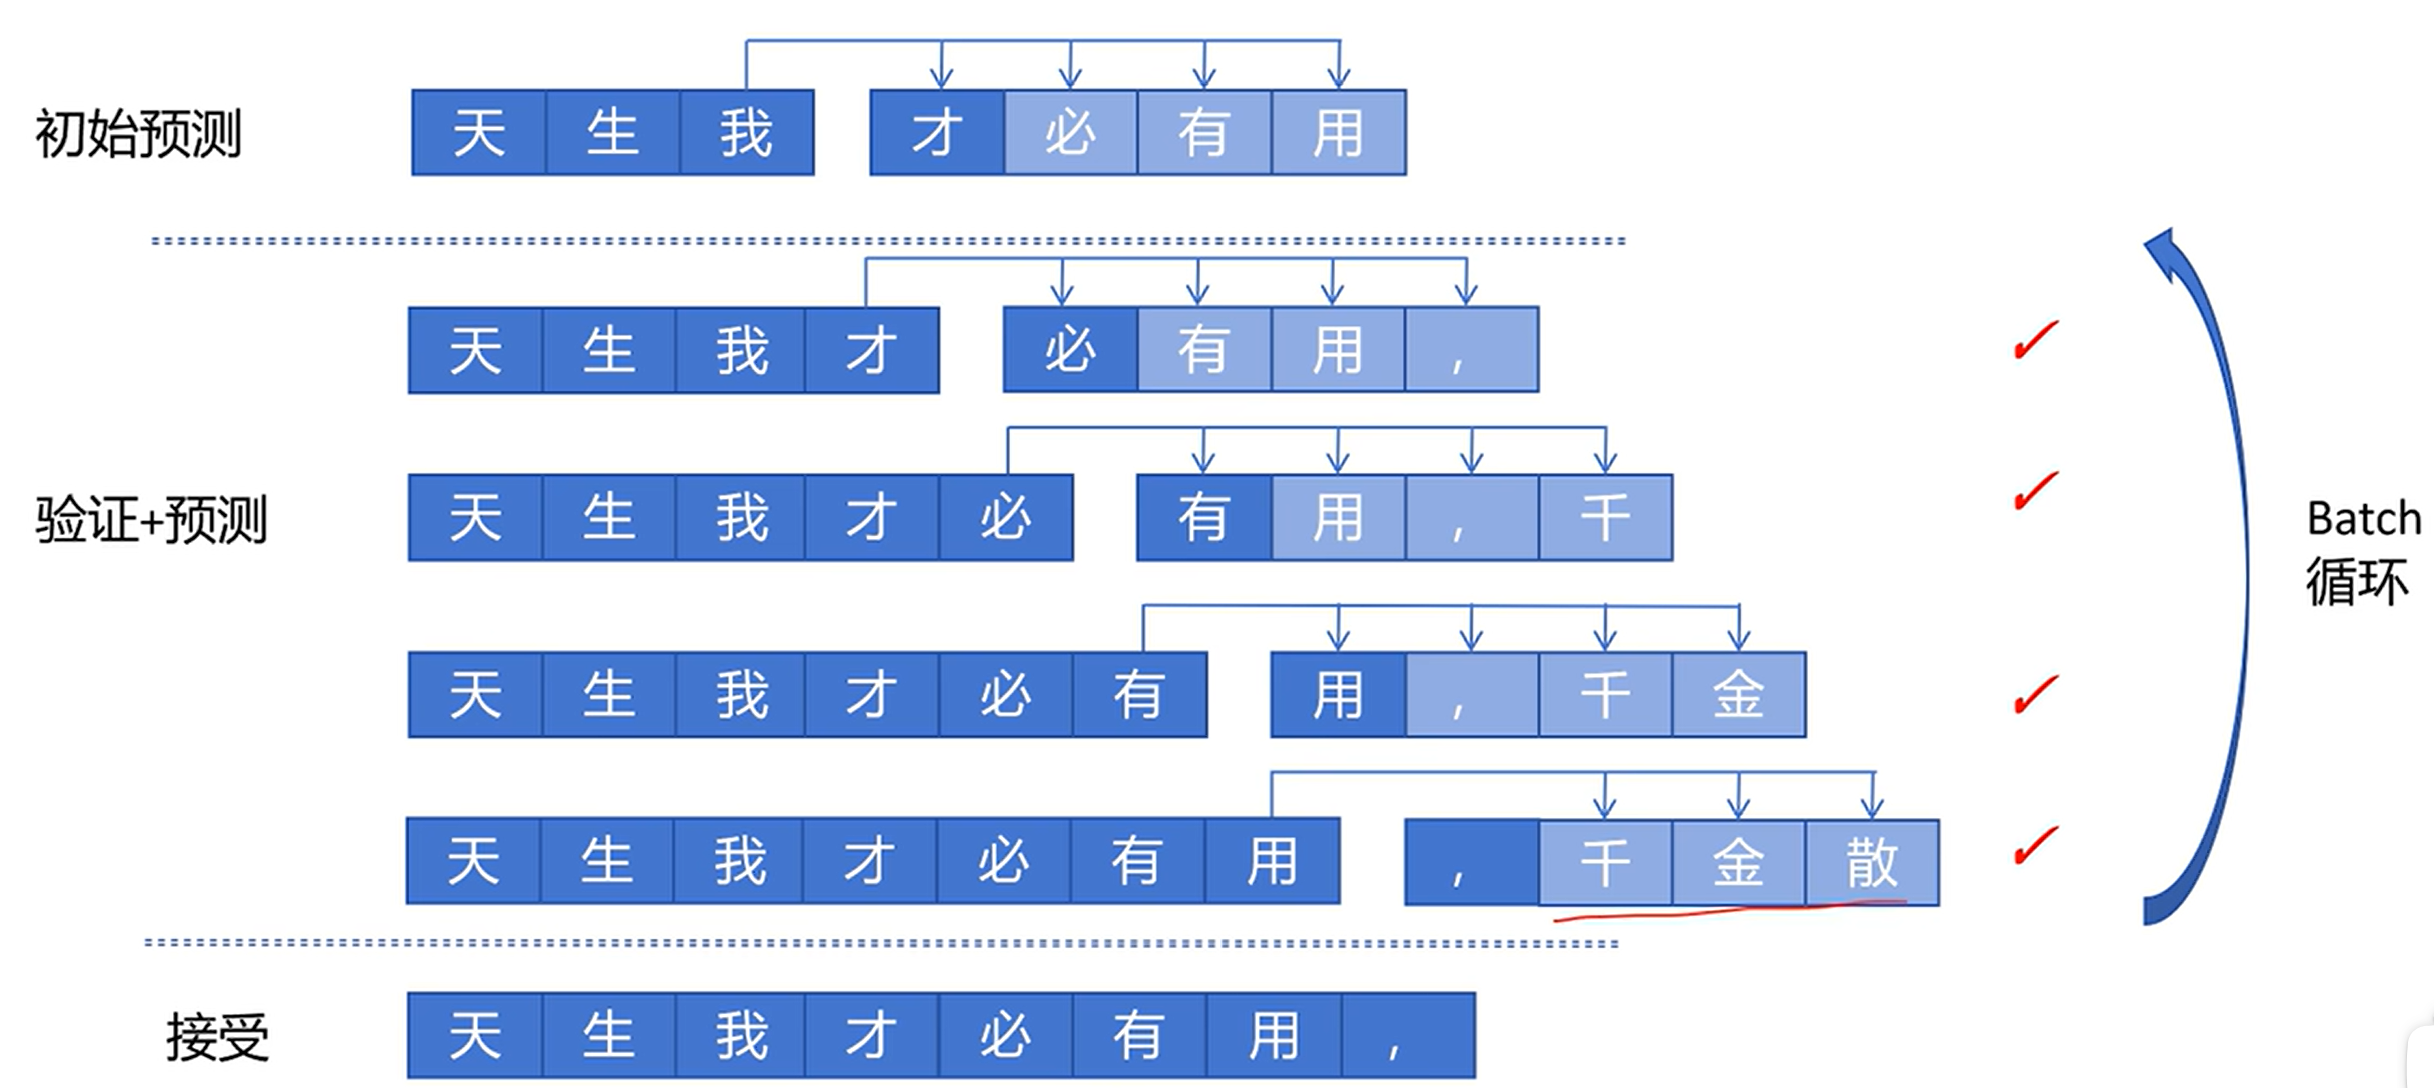 初始预测 天 生 我 才 必 有 用
天 生 我 才 必 有 用 ,
验证+预测 天 生 我 才 必 有 用 , 千
天 生 我 才 必 有 用 , 千 金
天 生 我 才 必 有 用 , 千 金 散
Batch
循环
接受 天 生 我 才 必 有 用 ,